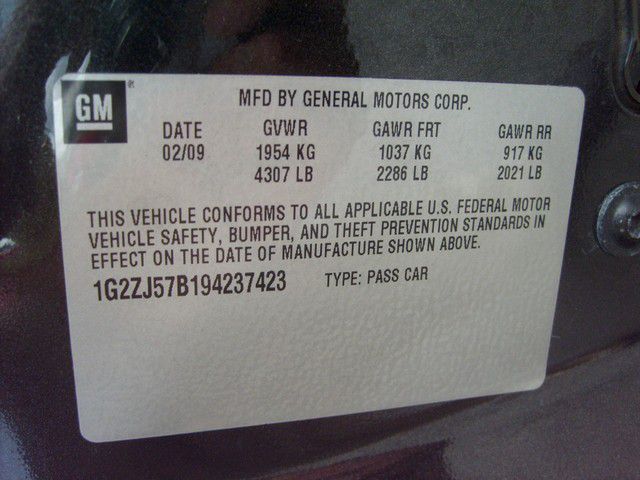 GM ®
MFD BY GENERAL MOTORS CORP.
DATE GVWR GAWR FRT GAWR RR
02/09 1954 KG 1037 KG 917 KG
4307 LB 2286 LB 2021 LB
THIS VEHICLE CONFORMS TO ALL APPLICABLE U.S. FEDERAL MOTOR
VEHICLE SAFETY, BUMPER, AND THEFT PREVENTION STANDARDS IN
EFFECT ON THE DATE OF MANUFACTURE SHOWN ABOVE.
1G2ZJ57B194237423 TYPE: PASS CAR